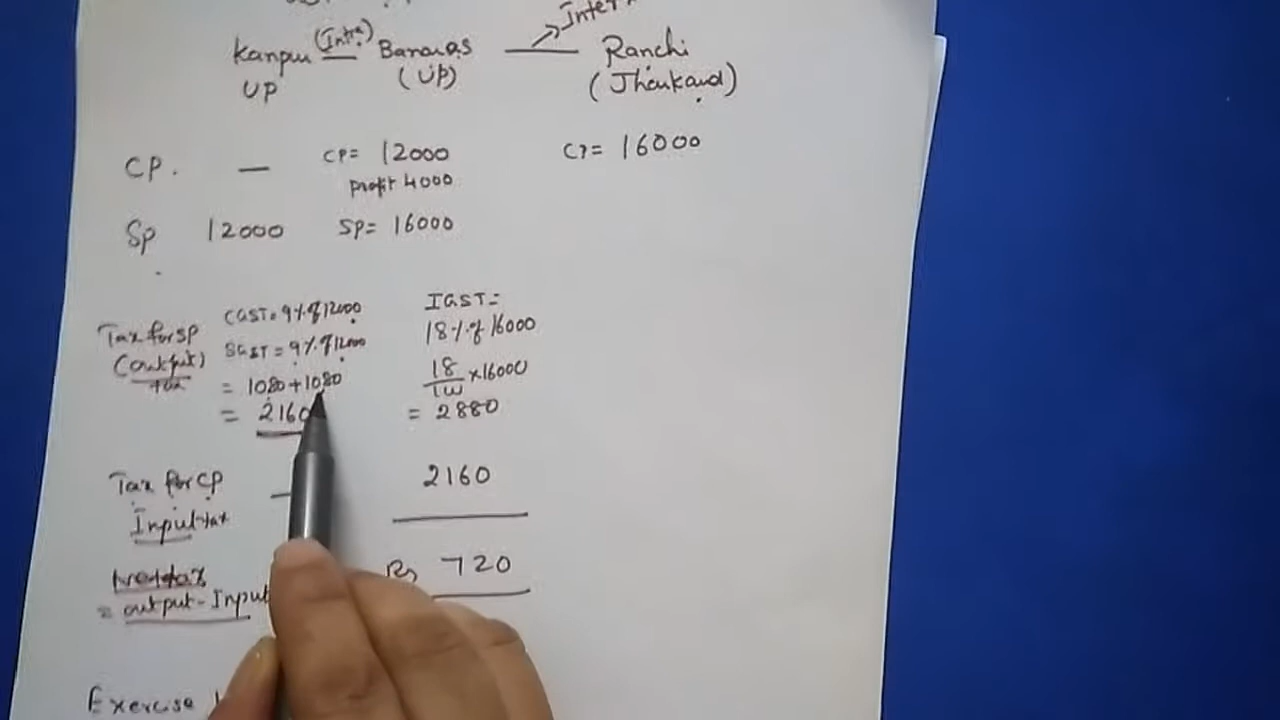 Kanpur (Intra) Banaras Ranchi
UP (UP) (Jharkand)
CP. — CP= 12000 CP= 16000
Profit 4000
SP 12000 SP= 16000
Tax for SP CGST=9% of 12000 IGST=
(output) SGST=9% of 12000 18% of 16000
tax = 1080+1080 18/100 ×16000
= 2160 = 2880
Tax for CP — 2160
Input tax
Net tax Rs 720
= output-Input
Exercise